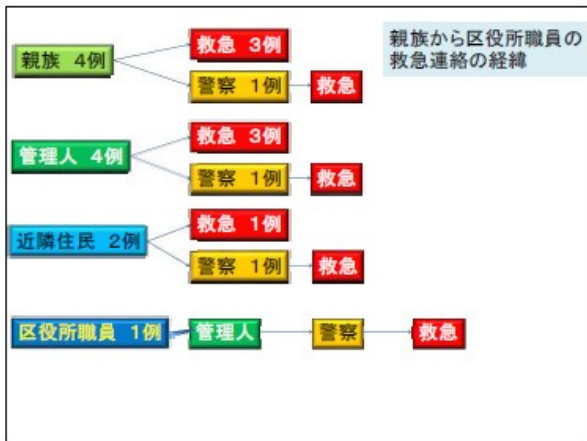 親族から区役所職員の
救急連絡の経緯
親族 4例
救急 3例
警察 1例
救急
管理人 4例
救急 3例
警察 1例
救急
近隣住民 2例
救急 1例
警察 1例
救急
区役所職員 1例
管理人
警察
救急